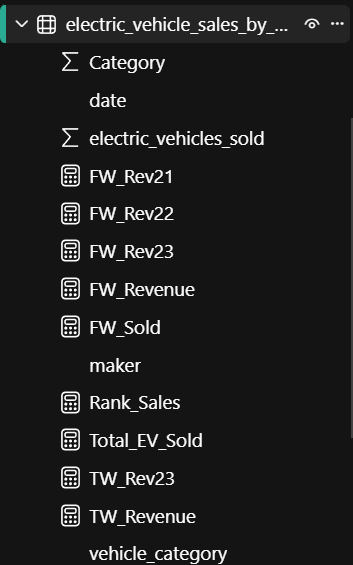 electric_vehicle_sales_by_...
Category
date
electric_vehicles_sold
FW_Rev21
FW_Rev22
FW_Rev23
FW_Revenue
FW_Sold
maker
Rank_Sales
Total_EV_Sold
TW_Rev23
TW_Revenue
vehicle_category